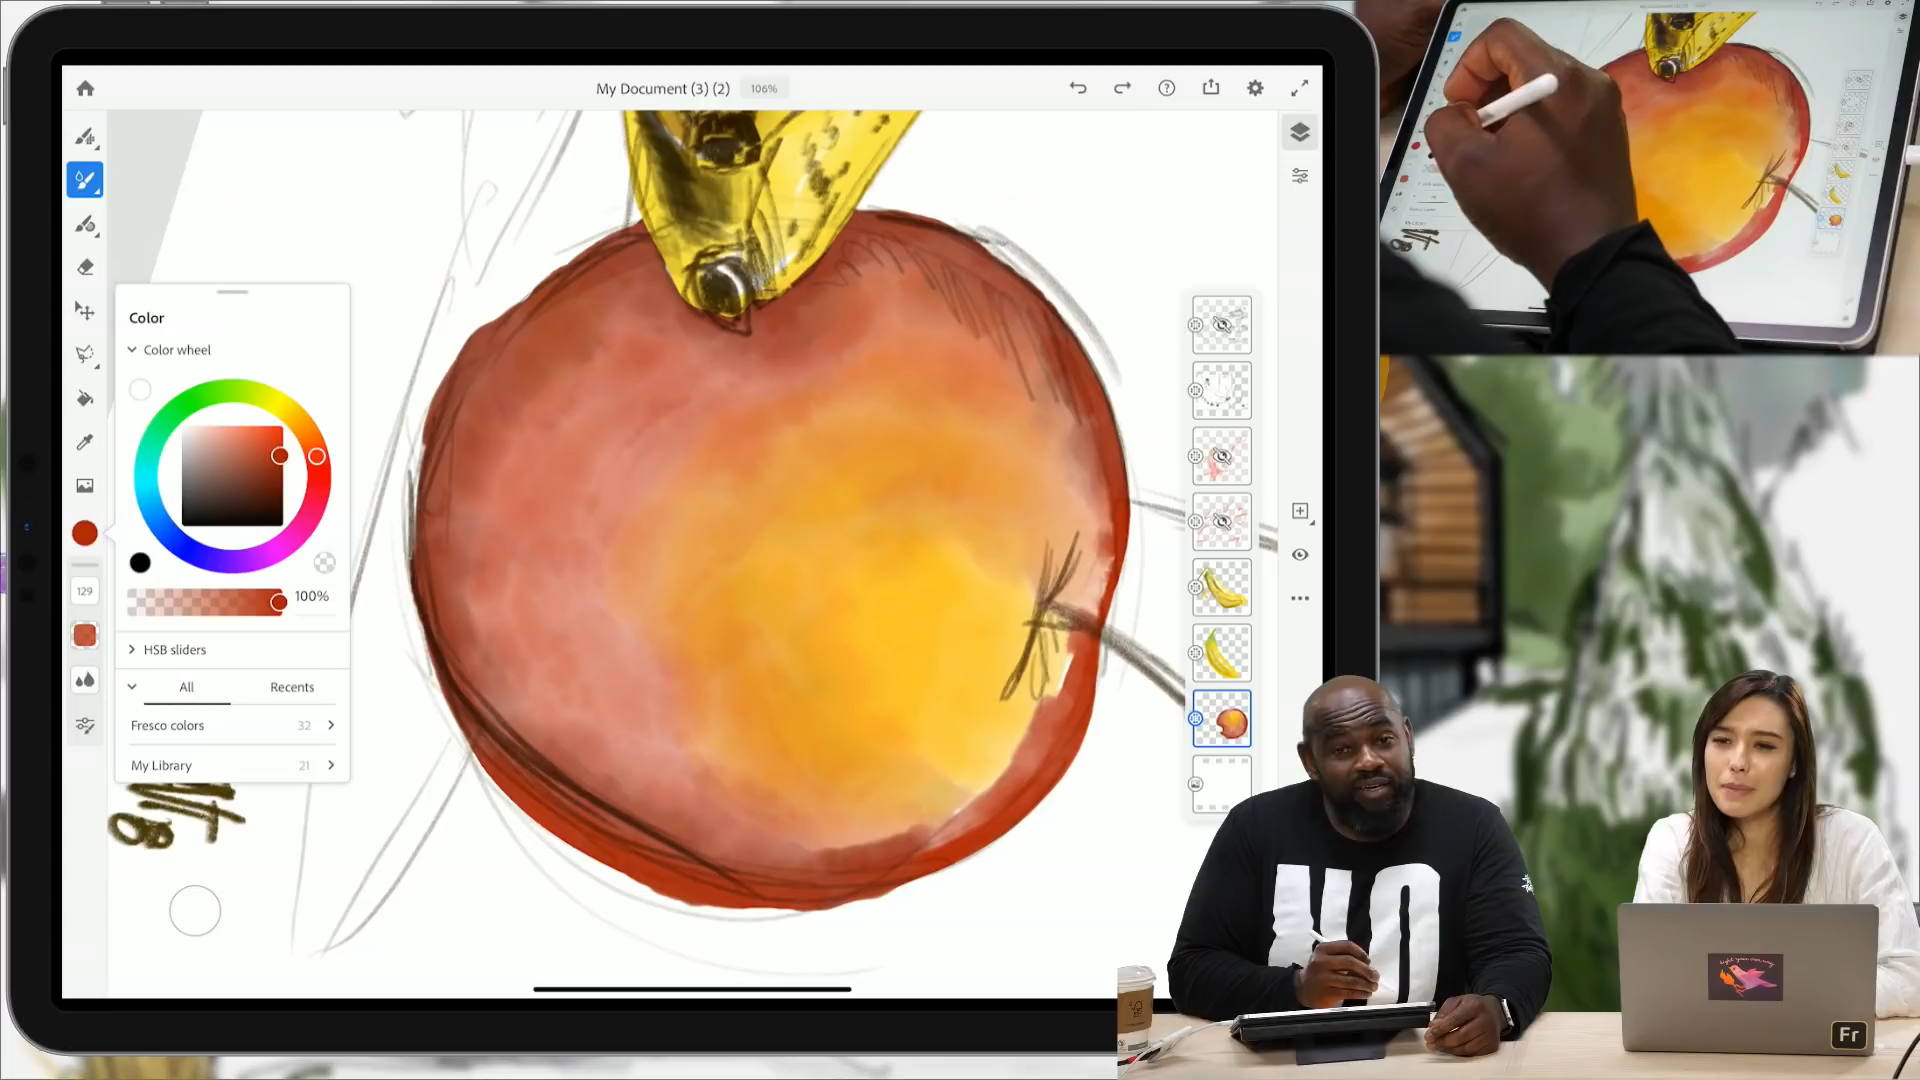 My Document (3) (2)
106%
Color
Color wheel
100%
HSB sliders
All
Recents
Fresco colors
32
My Library
21
129
Fr